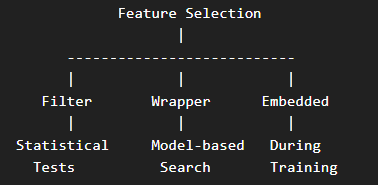 Feature Selection
Filter Wrapper Embedded
Statistical Model-based During
Tests Search Training